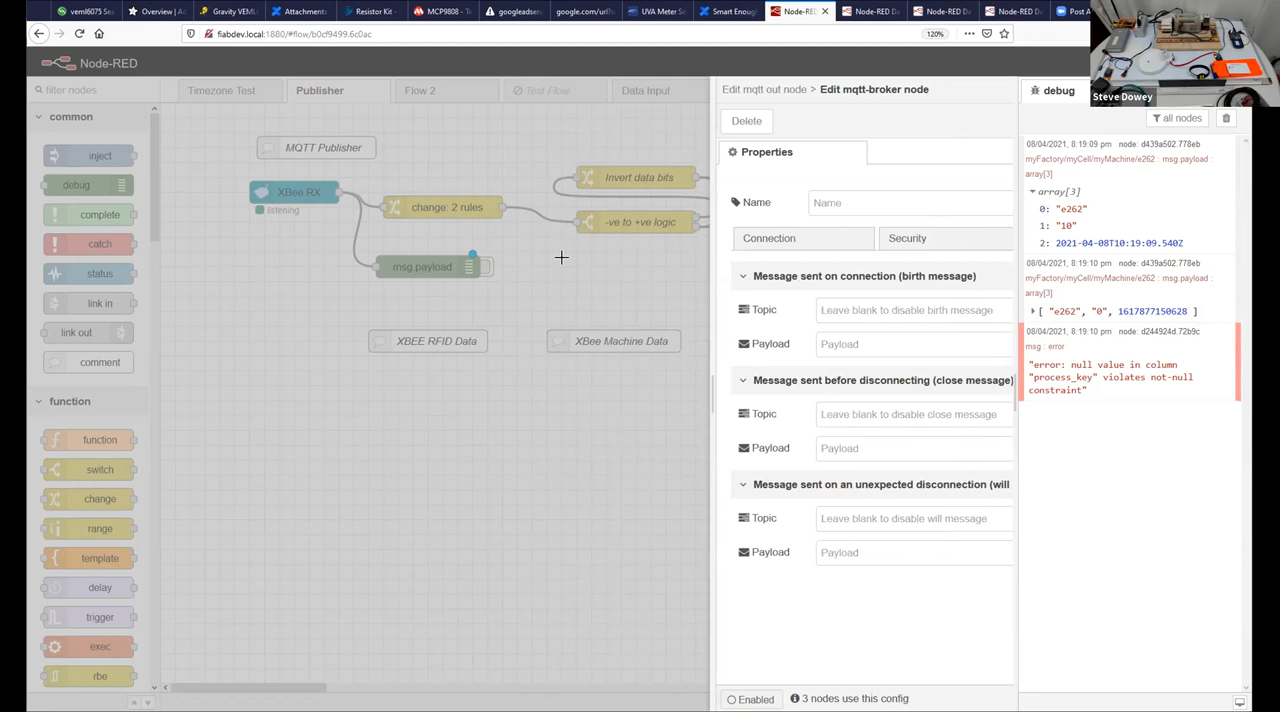 veml6075 Sea
Overview | A
Gravity VEML
Attachments
Resistor Kit -
MCP9808 - T
googleadserv
google.com/url?
UVA Meter S
Smart Enoug
Node-RED
Node-RED De
Node-RED De
Node-RED De
Post A
fiabdev.local:1880/#flow/b0cf9499.6c0ac
120%
Node-RED
Steve Dowey
filter nodes
Timezone Test
Publisher
Flow 2
Test Flow
Data Input
Edit mqtt out node > Edit mqtt-broker node
debug
common
Delete
all nodes
MQTT Publisher
inject
debug
complete
catch
status
link in
link out
comment
function
function
switch
change
range
template
delay
trigger
exec
rbe
XBee RX
listening
change: 2 rules
Invert data bits
-ve to +ve logic
msg.payload
XBEE RFID Data
XBee Machine Data
Properties
Name
Name
Connection
Security
Message sent on connection (birth message)
Topic
Leave blank to disable birth message
Payload
Payload
Message sent before disconnecting (close message)
Topic
Leave blank to disable close message
Payload
Payload
Message sent on an unexpected disconnection (will
Topic
Leave blank to disable will message
Payload
Payload
Enabled
3 nodes use this config
08/04/2021, 8:19:09 pm node: d439a502.778eb
myFactory/myCell/myMachine/e262 : msg.payload :
array[3]
array[3]
0: "e262"
1: "10"
2: 2021-04-08T10:19:09.540Z
08/04/2021, 8:19:10 pm node: d439a502.778eb
myFactory/myCell/myMachine/e262 : msg.payload :
array[3]
[ "e262", "0", 1617877150628 ]
08/04/2021, 8:19:10 pm node: d244924d.72b9c
msg : error
"error: null value in column
"process_key" violates not-null
constraint"